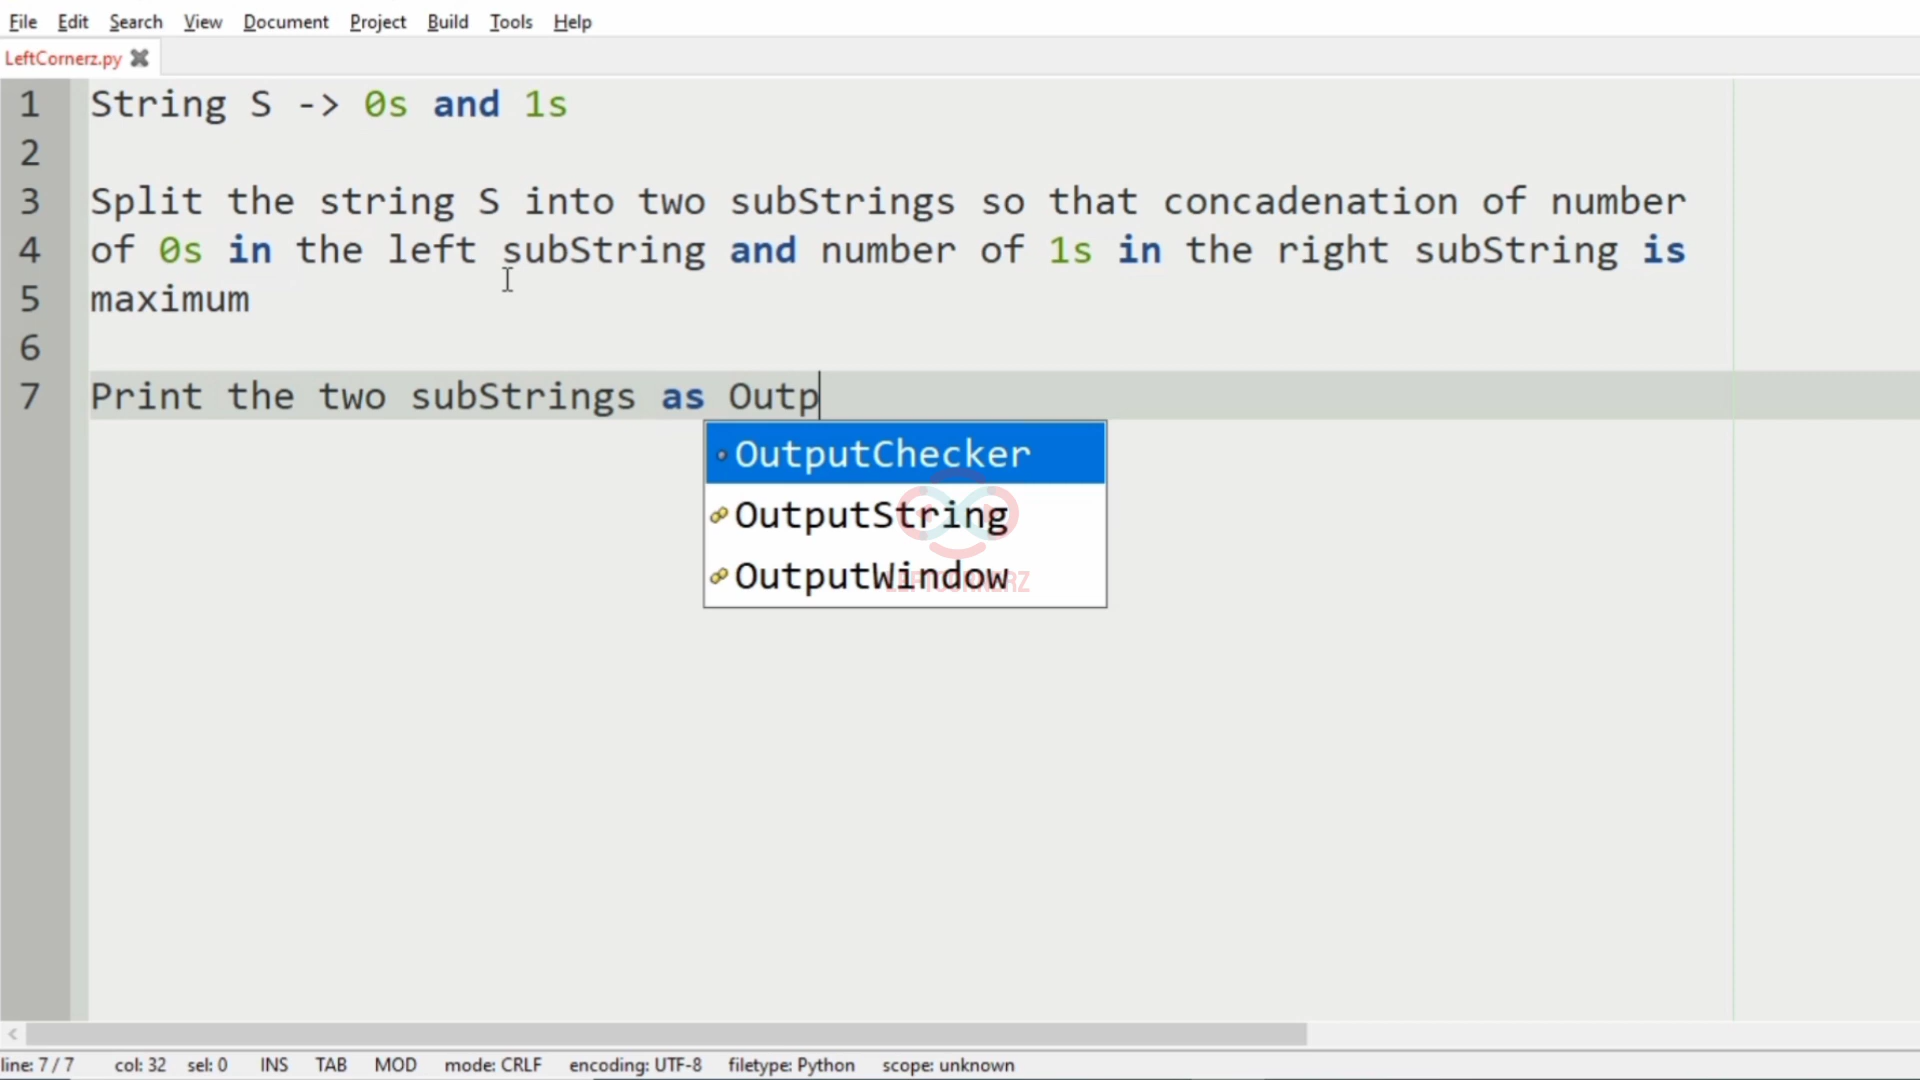 File Edit Search View Document Project Build Tools Help
LeftCornerz.py
1 String S -> 0s and 1s
2
3 Split the string S into two subStrings so that concadenation of number
4 of 0s in the left subString and number of 1s in the right subString is
5 maximum
6
7 Print the two subStrings as Outp
OutputChecker
OutputString
OutputWindow
LEFTCORNERZ
line: 7 / 7 col: 32 sel: 0 INS TAB MOD mode: CRLF encoding: UTF-8 filetype: Python scope: unknown